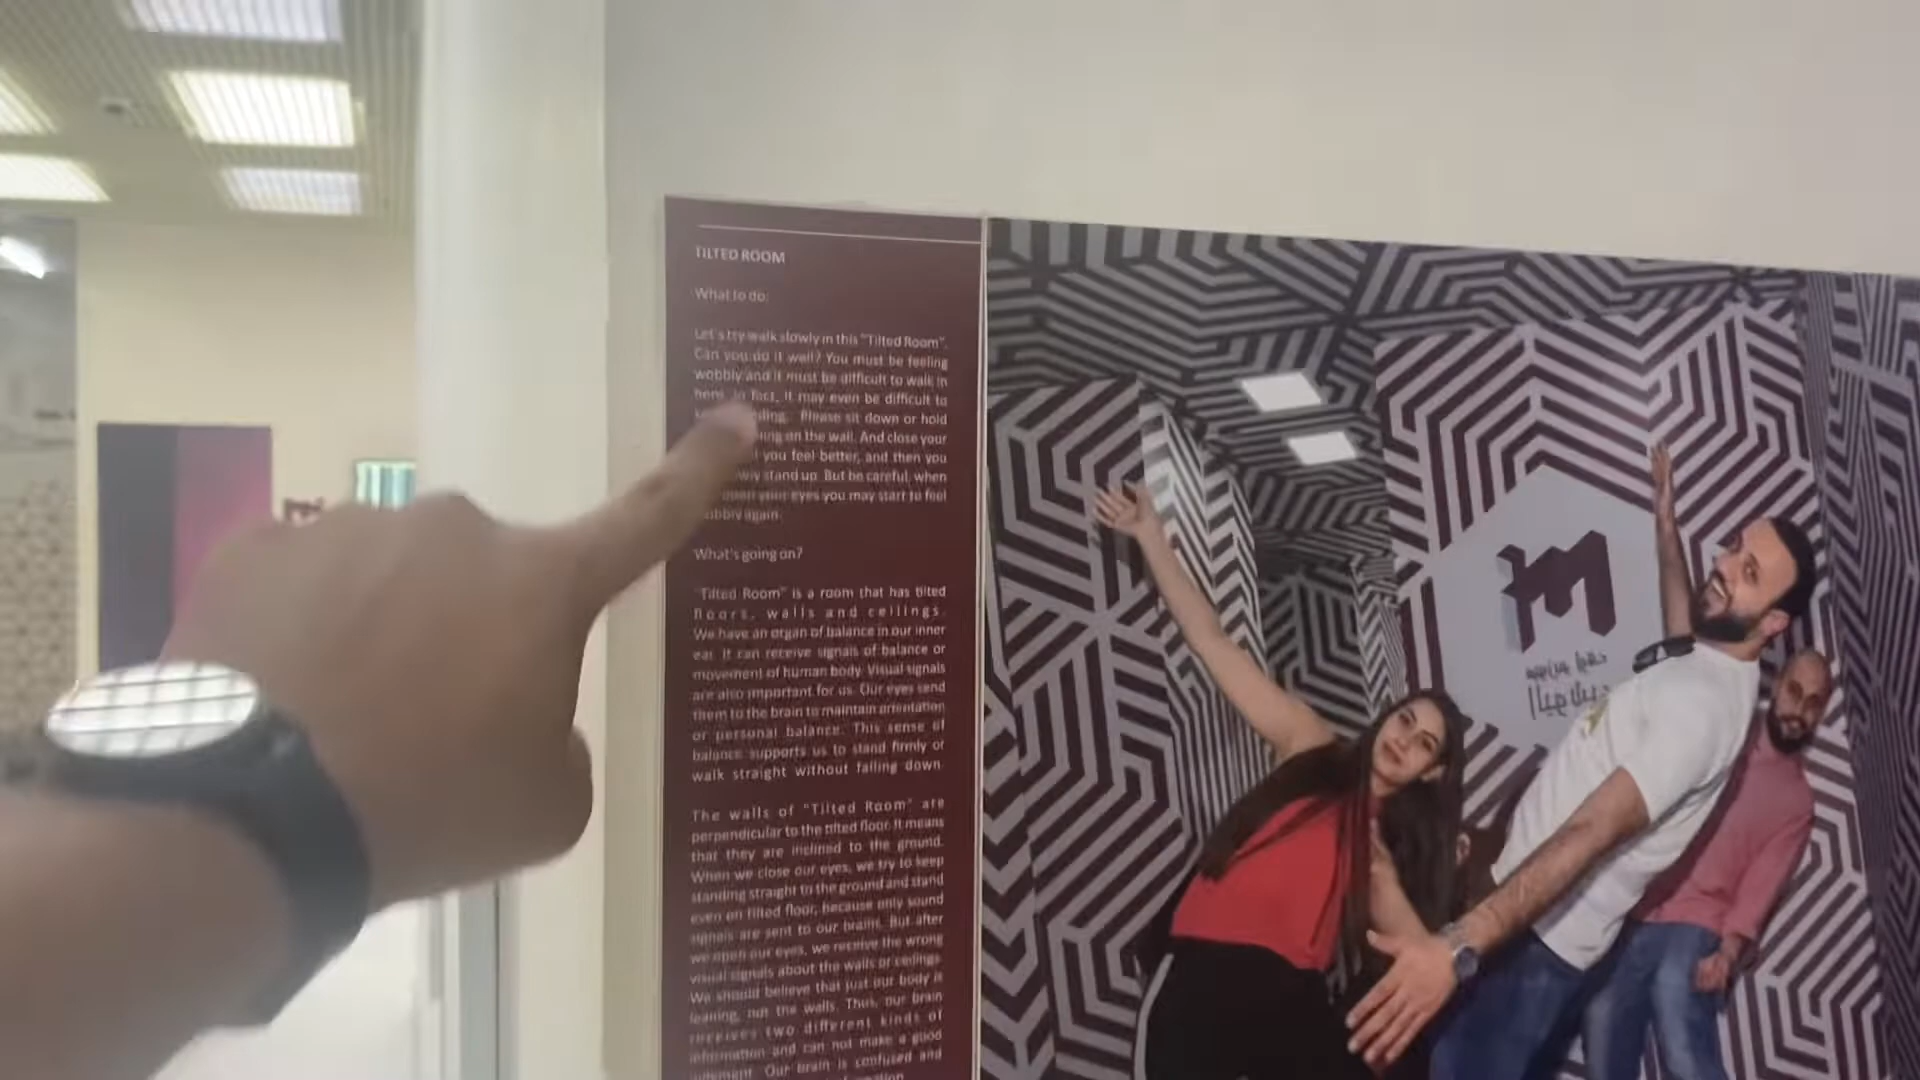 TILTED ROOM
What to do:
Let's try walk slowly in this "Tilted Room".
Can you do it well? You must be feeling
wobbly and it must be difficult to walk in
here. In fact, it may even be difficult to
Please sit down or hold
on the wall. And close your
you feel better, and then you
stand up. But be careful, when
open your eyes you may start to feel
wobbly again.
What's going on?
"Tilted Room" is a room that has tilted
floors, walls and ceilings.
We have an organ of balance in our inner
ear. It can receive signals of balance or
movement of human body. Visual signals
are also important for us. Our eyes send
them to the brain to maintain orientation
or personal balance. This sense of
balance supports us to stand firmly or
walk straight without falling down.
The walls of "Tilted Room" are
perpendicular to the tilted floor. It means
that they are inclined to the ground.
When we close our eyes, we try to keep
standing straight to the ground and stand
even on tilted floor, because only sound
signals are sent to our brains. But after
we open our eyes, we receive the wrong
visual signals about the walls or ceilings.
We should believe that just our body is
leaning, not the walls. Thus, our brain
receives two different kinds of
information and can not make a good
judgment. Our brain is confused and